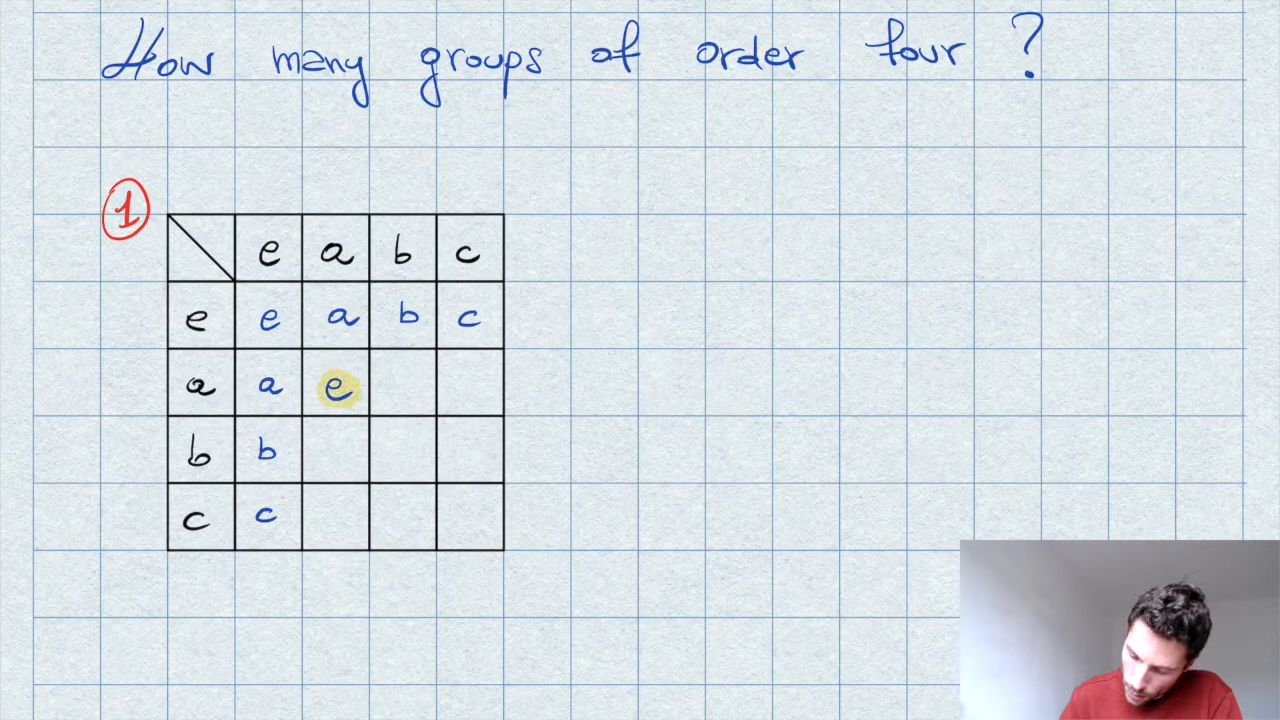 How many groups of order four ?
1
e a b c
e e a b c
a a e
b b
c c